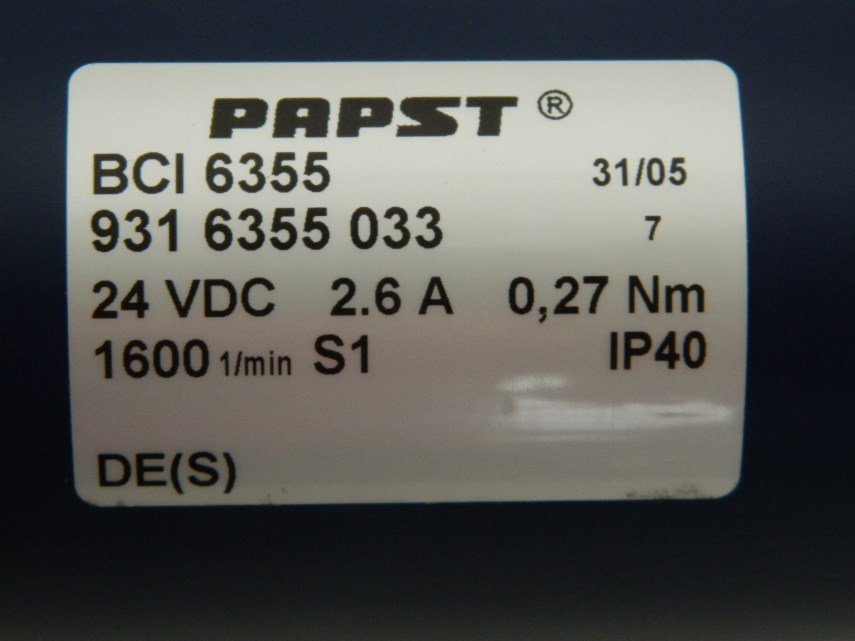 PAPST ®
BCI 6355 31/05
931 6355 033 7
24 VDC 2.6 A 0,27 Nm
1600 1/min S1 IP40
DE(S)